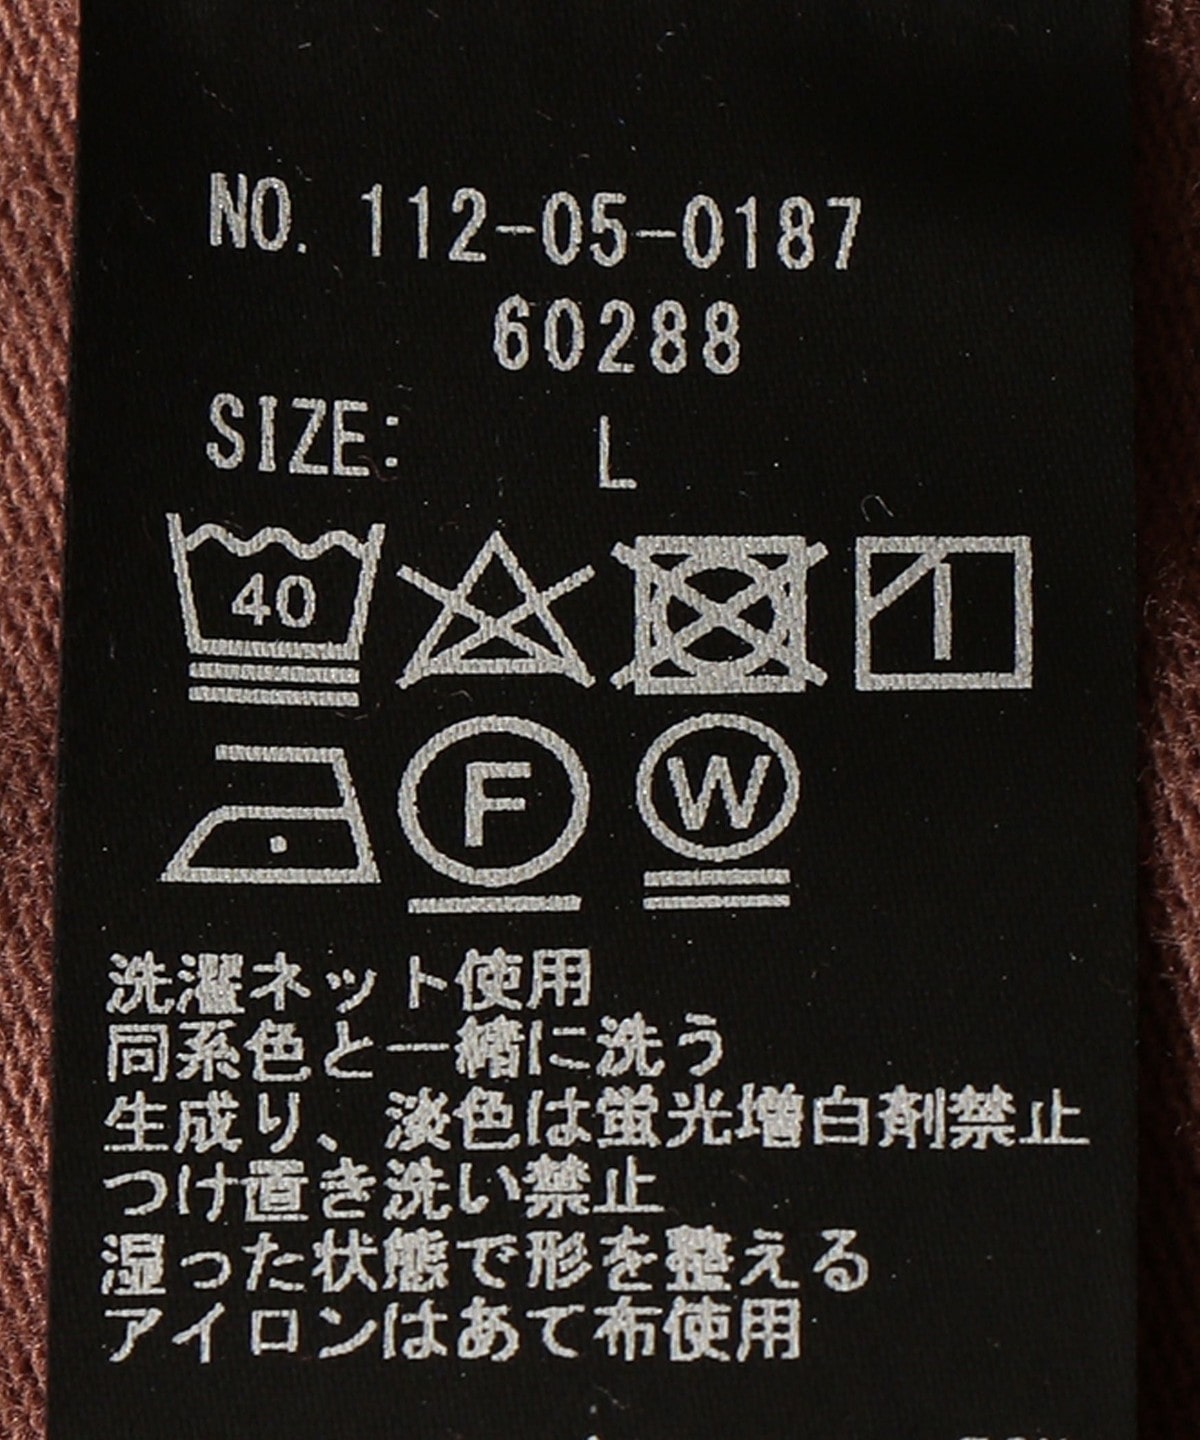 NO. 112-05-0187
60288
SIZE: L
40
F W
洗濯ネット使用
同系色と一緒に洗う
生成り、淡色は蛍光増白剤禁止
つけ置き洗い禁止
湿った状態で形を整える
アイロンはあて布使用